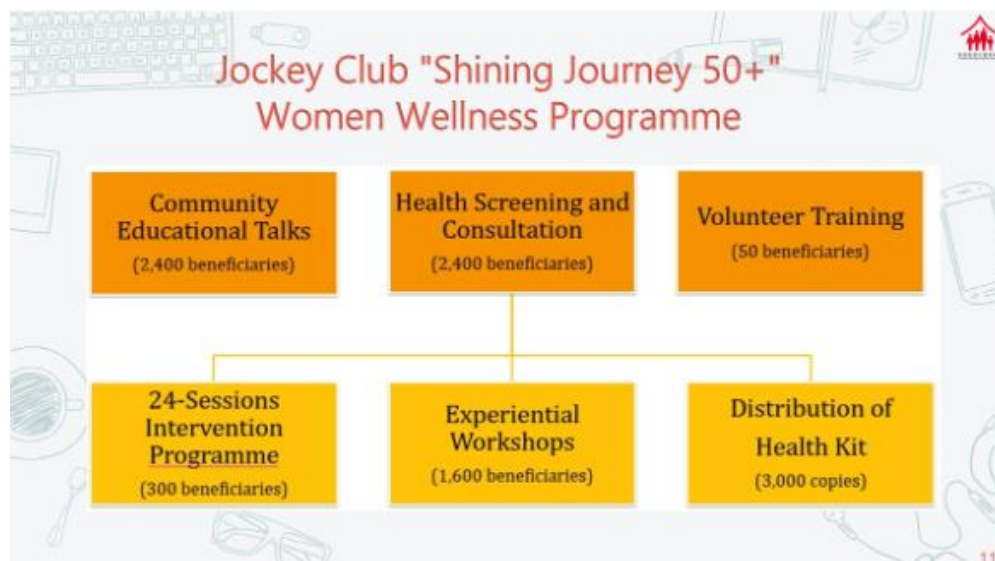 Jockey Club "Shining Journey 50+"
Women Wellness Programme
Community
Educational Talks
(2,400 beneficiaries)
Health Screening and
Consultation
(2,400 beneficiaries)
Volunteer Training
(50 beneficiaries)
24-Sessions
Intervention
Programme
(300 beneficiaries)
Experiential
Workshops
(1,600 beneficiaries)
Distribution of
Health Kit
(3,000 copies)
11